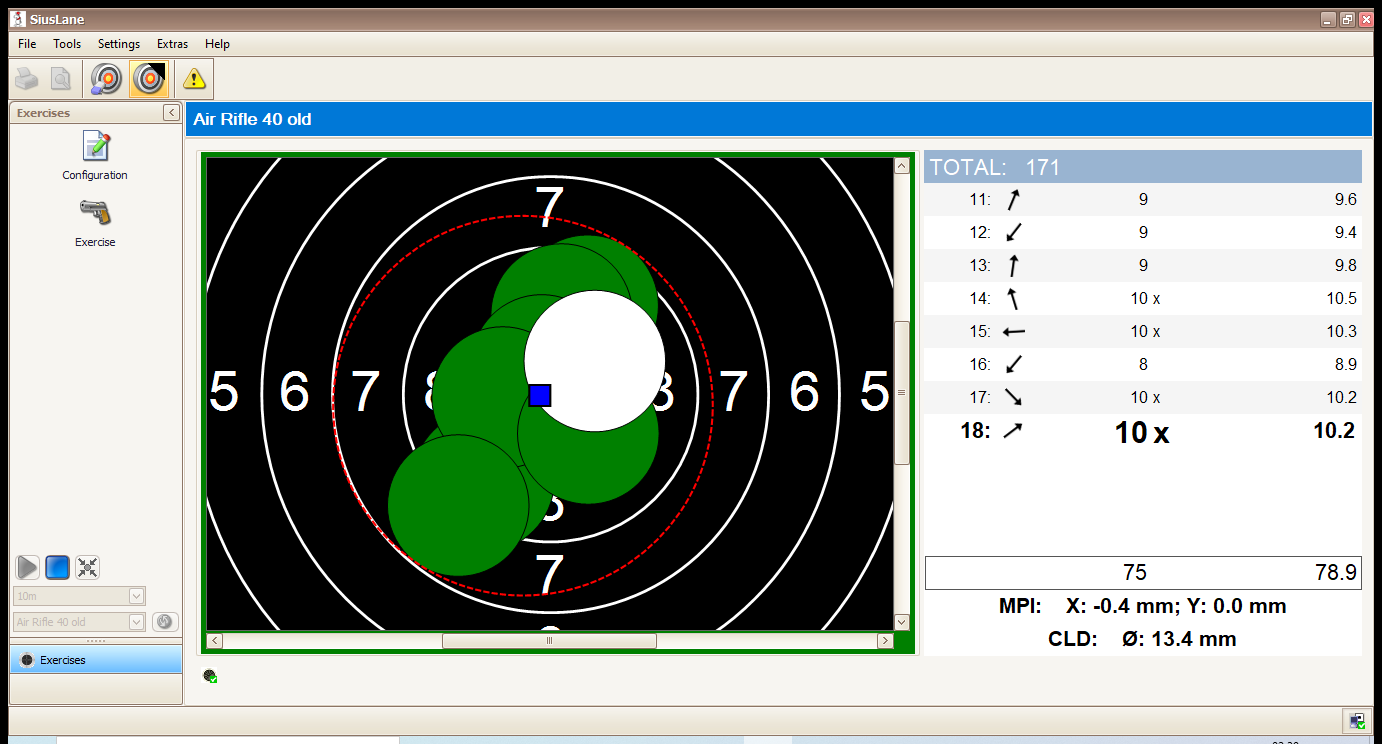 SiusLane
File Tools Settings Extras Help
Exercises
Air Rifle 40 old
Configuration
Exercise
10m
Air Rifle 40 old
Exercises
7
5 6 7 7 6 5
7
TOTAL: 171
11: 9 9.6
12: 9 9.4
13: 9 9.8
14: 10 x 10.5
15: 10 x 10.3
16: 8 8.9
17: 10 x 10.2
18: 10 x 10.2
75 78.9
MPI: X: -0.4 mm; Y: 0.0 mm
CLD: Ø: 13.4 mm